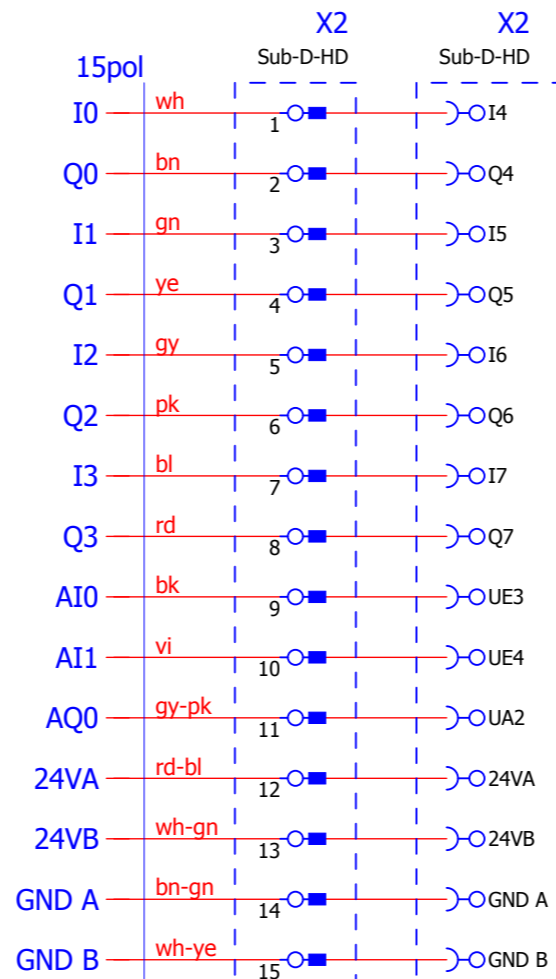 X2 X2
Sub-D-HD Sub-D-HD
15pol
I0 wh 1 I4
Q0 bn 2 Q4
I1 gn 3 I5
Q1 ye 4 Q5
I2 gy 5 I6
Q2 pk 6 Q6
I3 bl 7 I7
Q3 rd 8 Q7
AI0 bk 9 UE3
AI1 vi 10 UE4
AQ0 gy-pk 11 UA2
24VA rd-bl 12 24VA
24VB wh-gn 13 24VB
GND A bn-gn 14 GND A
GND B wh-ye 15 GND B